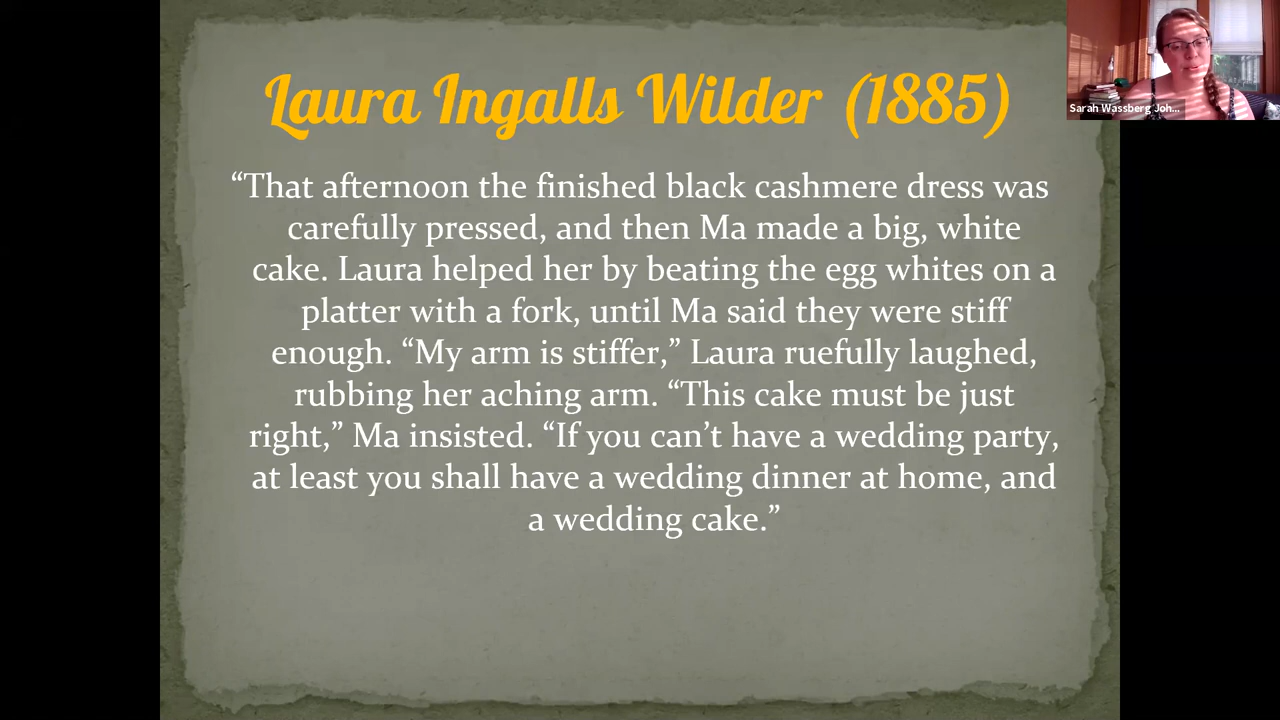 Laura Ingalls Wilder (1885)
Sarah Wassberg Joh...
“That afternoon the finished black cashmere dress was
carefully pressed, and then Ma made a big, white
cake. Laura helped her by beating the egg whites on a
platter with a fork, until Ma said they were stiff
enough. “My arm is stiffer,” Laura ruefully laughed,
rubbing her aching arm. “This cake must be just
right,” Ma insisted. “If you can’t have a wedding party,
at least you shall have a wedding dinner at home, and
a wedding cake.”